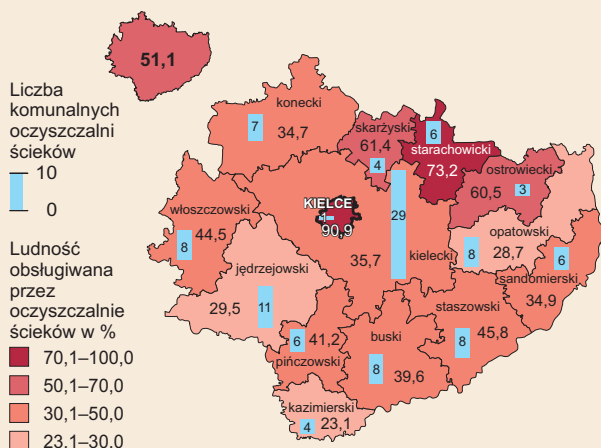 51,1
Liczba
komunalnych
oczyszczalni
ścieków
10
0
Ludność
obsługiwana
przez
oczyszczalnie
ścieków w %
70,1–100,0
50,1–70,0
30,1–50,0
23,1–30,0
konecki
7
34,7
skarżyski
61,4
4
6
starachowicki
73,2
ostrowiecki
60,5
3
KIELCE
1
90,9
29
włoszczowski
44,5
8
35,7
kielecki
opatowski
8
28,7
6
sandomierski
34,9
jędrzejowski
29,5
11
staszowski
45,8
8
6
41,2
pińczowski
buski
8
39,6
kazimierski
4
23,1